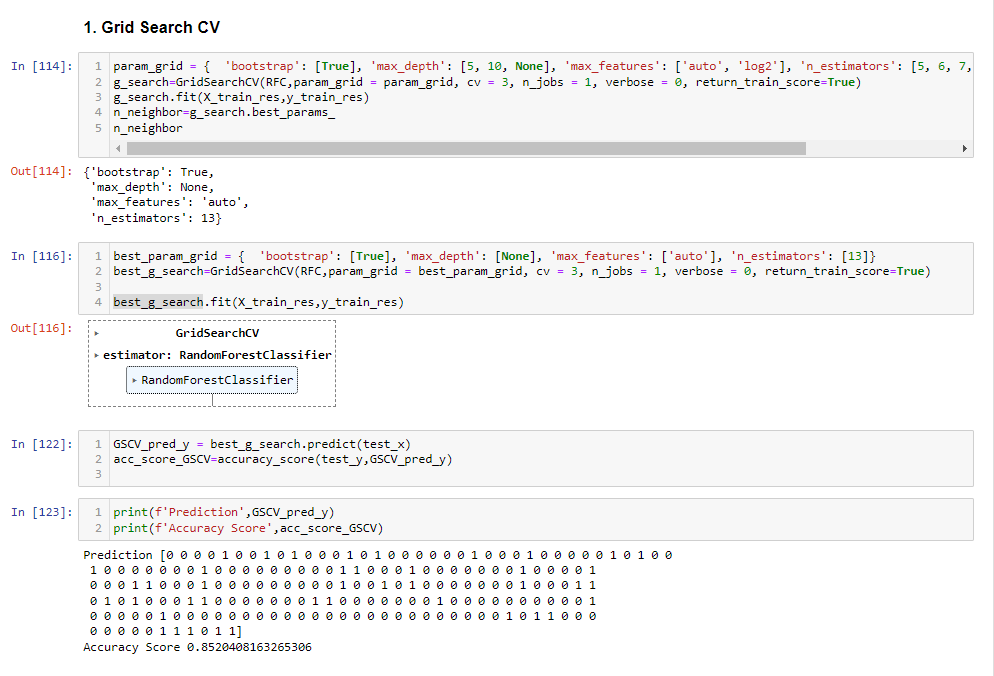 1. Grid Search CV
In [114]:
1 param_grid = {  'bootstrap': [True], 'max_depth': [5, 10, None], 'max_features': ['auto', 'log2'], 'n_estimators': [5, 6, 7,
2 g_search=GridSearchCV(RFC,param_grid = param_grid, cv = 3, n_jobs = 1, verbose = 0, return_train_score=True)
3 g_search.fit(X_train_res,y_train_res)
4 n_neighbor=g_search.best_params_
5 n_neighbor
Out[114]: {'bootstrap': True,
'max_depth': None,
'max_features': 'auto',
'n_estimators': 13}
In [116]:
1 best_param_grid = {  'bootstrap': [True], 'max_depth': [None], 'max_features': ['auto'], 'n_estimators': [13]}
2 best_g_search=GridSearchCV(RFC,param_grid = best_param_grid, cv = 3, n_jobs = 1, verbose = 0, return_train_score=True)
3
4 best_g_search.fit(X_train_res,y_train_res)
Out[116]:
GridSearchCV
estimator: RandomForestClassifier
RandomForestClassifier
In [122]:
1 GSCV_pred_y = best_g_search.predict(test_x)
2 acc_score_GSCV=accuracy_score(test_y,GSCV_pred_y)
3
In [123]:
1 print(f'Prediction',GSCV_pred_y)
2 print(f'Accuracy Score',acc_score_GSCV)
Prediction [0 0 0 0 1 0 0 1 0 1 0 0 0 1 0 1 0 0 0 0 0 0 1 0 0 0 1 0 0 0 0 0 1 0 1 0 0
1 0 0 0 0 0 0 0 1 0 0 0 0 0 0 0 0 0 1 1 0 0 0 1 0 0 0 0 0 0 0 1 0 0 0 0 1
0 0 0 1 1 0 0 0 1 0 0 0 0 0 0 0 0 0 1 0 0 1 0 1 0 0 0 0 0 0 0 1 0 0 0 1 1
0 1 0 1 0 0 0 1 1 0 0 0 0 0 0 0 1 1 0 0 0 0 0 0 0 1 0 0 0 0 0 0 0 0 0 0 1
0 0 0 0 0 1 0 0 0 0 0 0 0 0 0 0 0 0 0 0 0 0 0 0 0 0 0 0 0 0 1 0 1 1 0 0 0
0 0 0 0 0 1 1 1 0 1 1]
Accuracy Score 0.8520408163265306